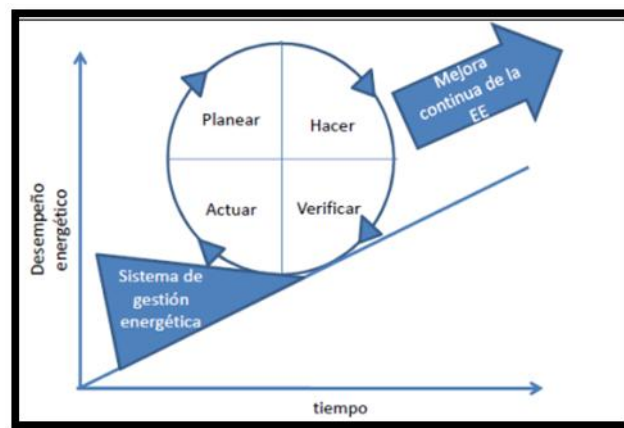 Mejora
continua de la
EE
Planear
Hacer
Actuar
Verificar
Desempeño
energético
Sistema de
gestión
energética
tiempo